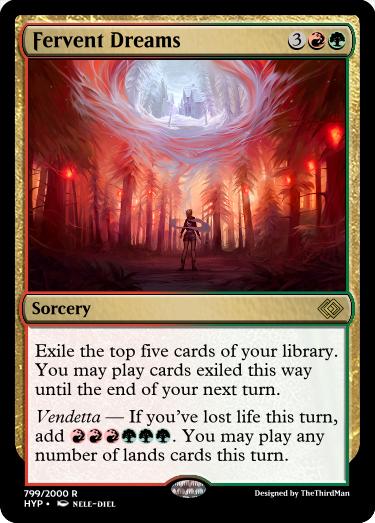 Fervent Dreams 3
Sorcery
Exile the top five cards of your library.
You may play cards exiled this way
until the end of your next turn.
Vendetta — If you've lost life this turn,
add . You may play any
number of lands cards this turn.
799/2000 R
HYP • NELE-DIEL
Designed by TheThirdMan